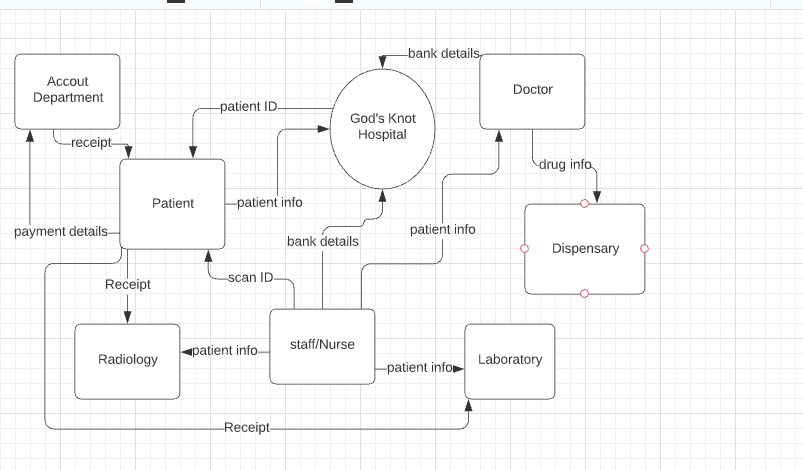 bank details
Accout
Department
Doctor
patient ID
God's Knot
Hospital
receipt
drug info
Patient
patient info
payment details
patient info
bank details
Dispensary
scan ID
Receipt
staff/Nurse
patient info
Radiology
Laboratory
patient info
Receipt